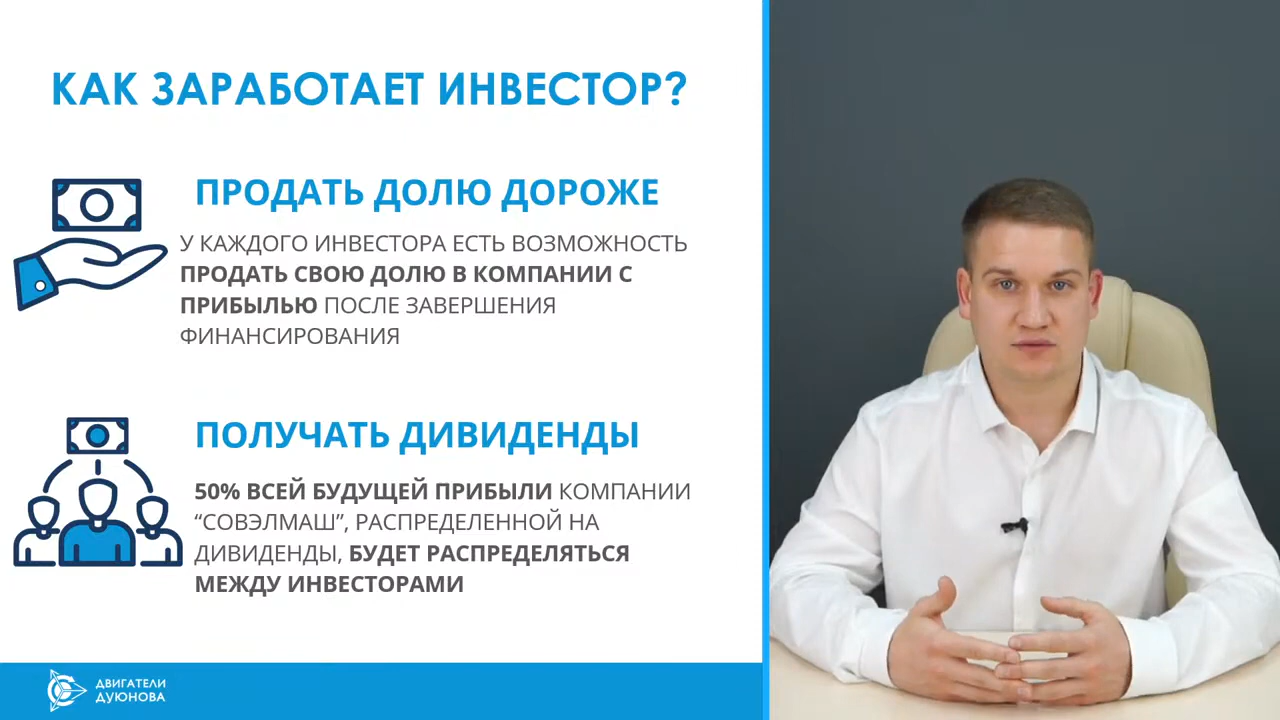 КАК ЗАРАБОТАЕТ ИНВЕСТОР?
ПРОДАТЬ ДОЛЮ ДОРОЖЕ
У КАЖДОГО ИНВЕСТОРА ЕСТЬ ВОЗМОЖНОСТЬ
ПРОДАТЬ СВОЮ ДОЛЮ В КОМПАНИИ С
ПРИБЫЛЬЮ ПОСЛЕ ЗАВЕРШЕНИЯ
ФИНАНСИРОВАНИЯ
ПОЛУЧАТЬ ДИВИДЕНДЫ
50% ВСЕЙ БУДУЩЕЙ ПРИБЫЛИ КОМПАНИИ
“СОВЭЛМАШ”, РАСПРЕДЕЛЕННОЙ НА
ДИВИДЕНДЫ, БУДЕТ РАСПРЕДЕЛЯТЬСЯ
МЕЖДУ ИНВЕСТОРАМИ
ДВИГАТЕЛИ
ДУЮНОВА